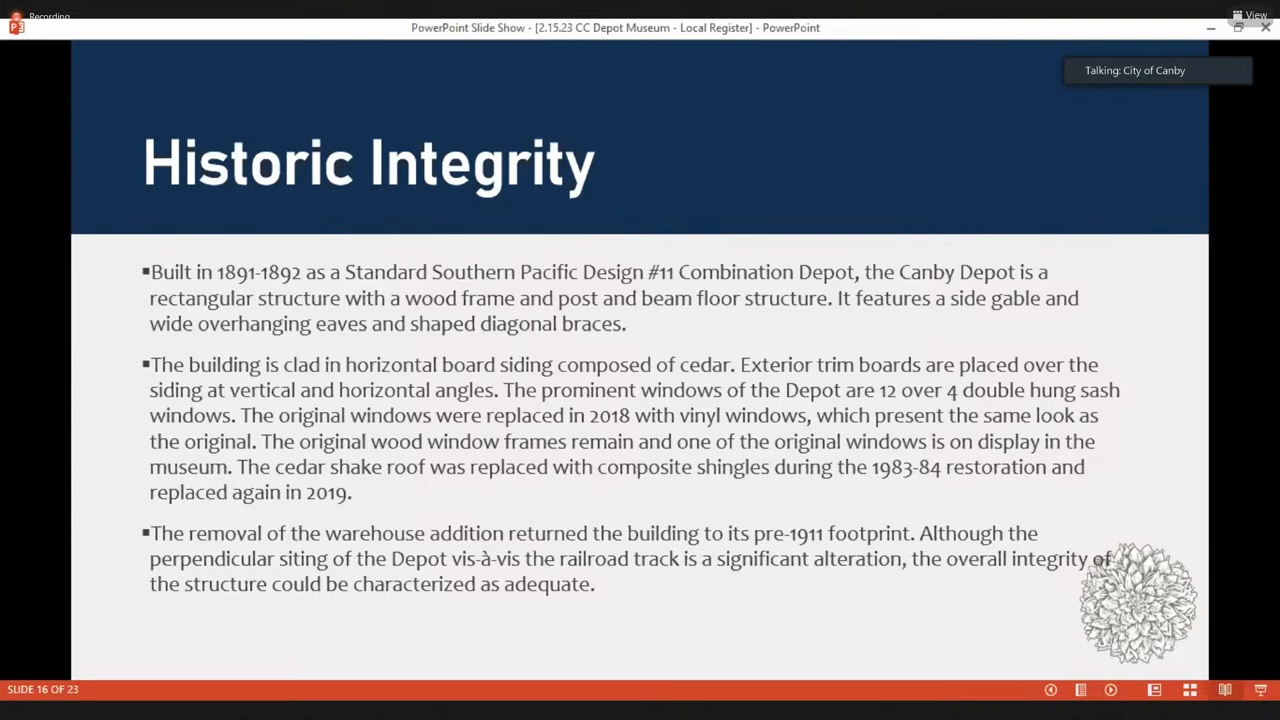 Recording
View
PowerPoint Slide Show - [2.15.23 CC Depot Museum - Local Register] - PowerPoint
Talking: City of Canby
Historic Integrity
▪Built in 1891-1892 as a Standard Southern Pacific Design #11 Combination Depot, the Canby Depot is a
rectangular structure with a wood frame and post and beam floor structure. It features a side gable and
wide overhanging eaves and shaped diagonal braces.
▪The building is clad in horizontal board siding composed of cedar. Exterior trim boards are placed over the
siding at vertical and horizontal angles. The prominent windows of the Depot are 12 over 4 double hung sash
windows. The original windows were replaced in 2018 with vinyl windows, which present the same look as
the original. The original wood window frames remain and one of the original windows is on display in the
museum. The cedar shake roof was replaced with composite shingles during the 1983-84 restoration and
replaced again in 2019.
▪The removal of the warehouse addition returned the building to its pre-1911 footprint. Although the
perpendicular siting of the Depot vis-à-vis the railroad track is a significant alteration, the overall integrity of
the structure could be characterized as adequate.
SLIDE 16 OF 23